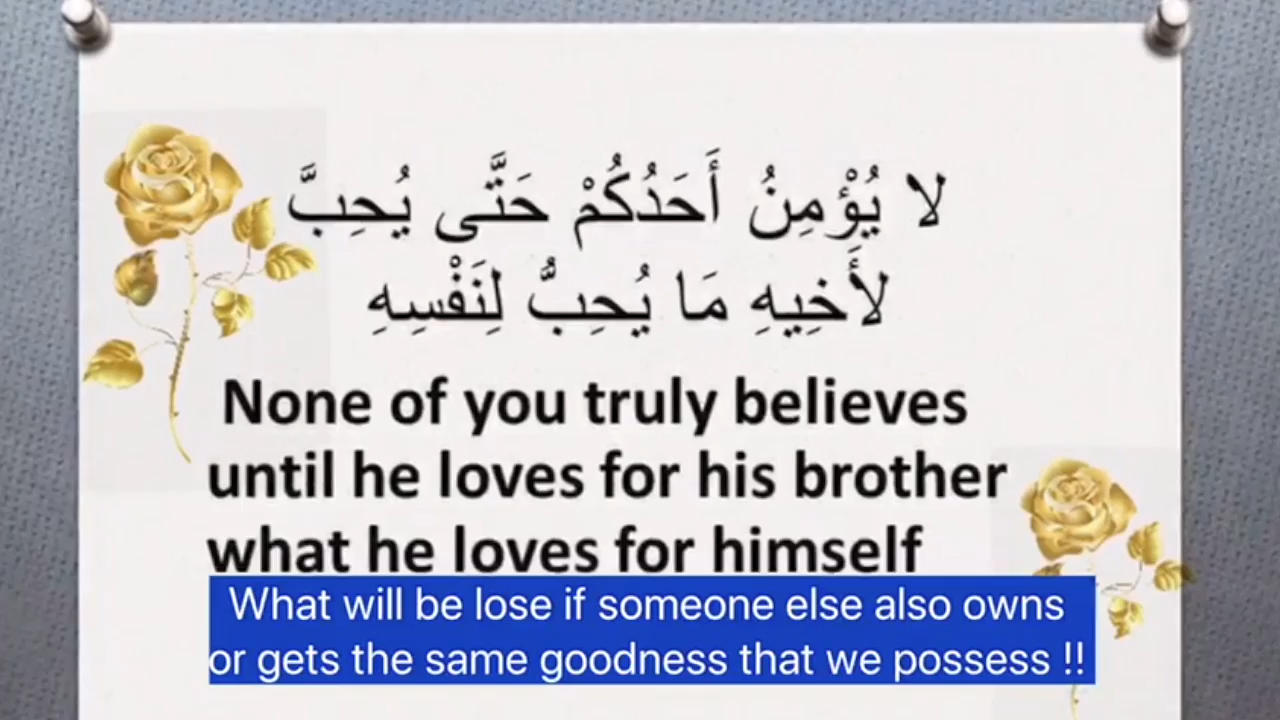 لا يُؤْمِنُ أَحَدُكُمْ حَتَّى يُحِبَّ
لأَخِيهِ مَا يُحِبُّ لِنَفْسِهِ
None of you truly believes
until he loves for his brother
what he loves for himself
What will be lose if someone else also owns
or gets the same goodness that we possess !!